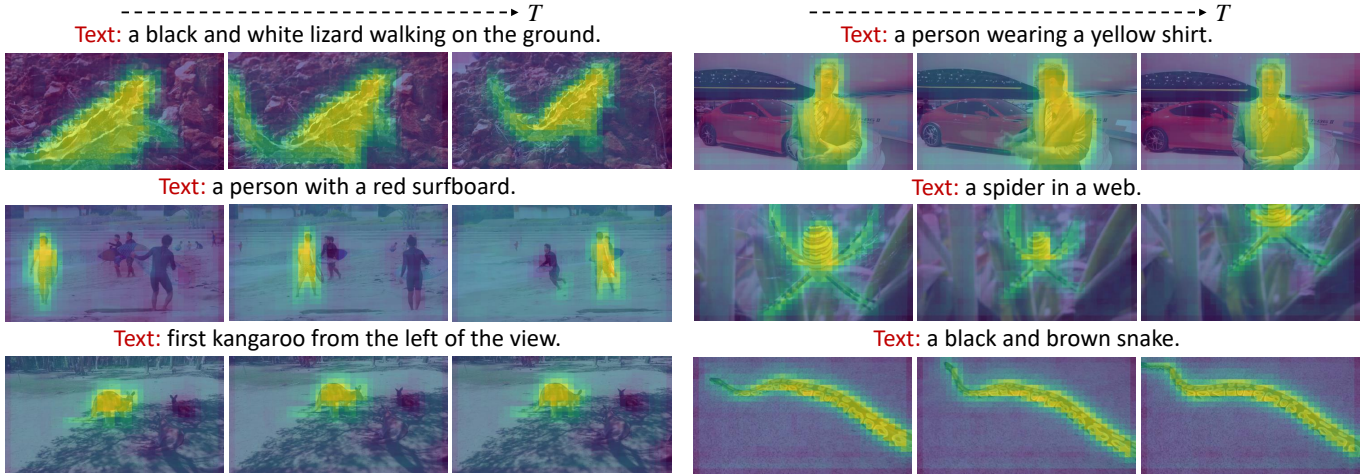 T
Text: a black and white lizard walking on the ground.
Text: a person with a red surfboard.
Text: first kangaroo from the left of the view.
T
Text: a person wearing a yellow shirt.
Text: a spider in a web.
Text: a black and brown snake.